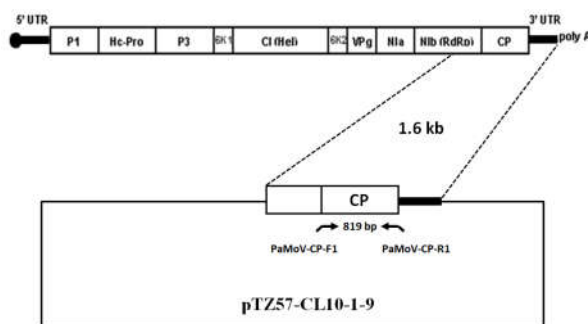 5' UTR 3' UTR
P1 Hc-Pro P3 6K1 CI (Hel) 6K2 VPg NIa NIb (RdRp) CP poly A
1.6 kb
CP
819 bp
PaMoV-CP-F1 PaMoV-CP-R1
pTZ57-CL10-1-9